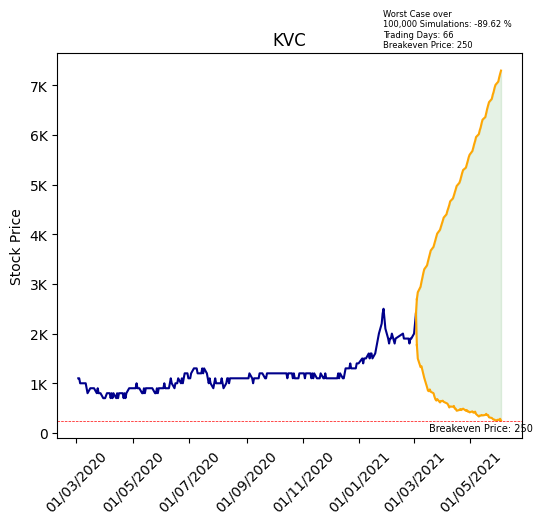 Worst Case over
100,000 Simulations: -89.62 %
Trading Days: 66
Breakeven Price: 250
KVC
Stock Price
7K
6K
5K
4K
3K
2K
1K
0
Breakeven Price: 250
01/03/2020
01/05/2020
01/07/2020
01/09/2020
01/11/2020
01/01/2021
01/03/2021
01/05/2021